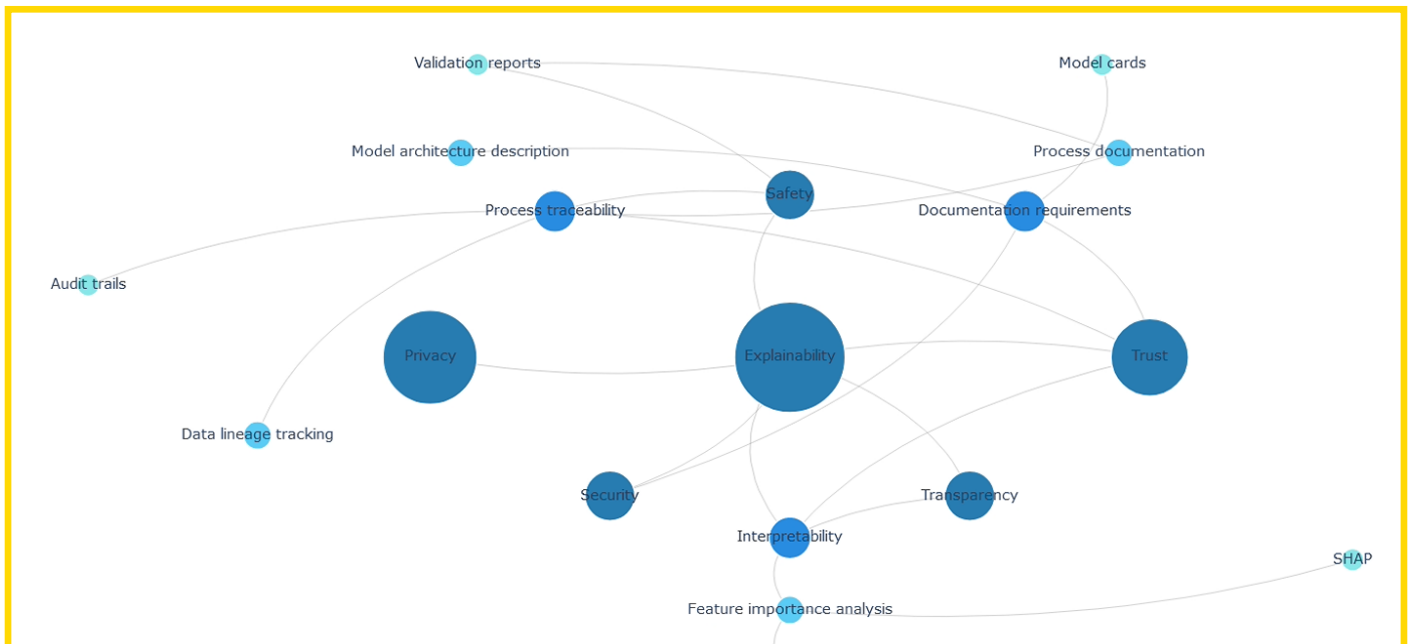 Validation reports
Model cards
Model architecture description
Process documentation
Safety
Process traceability
Documentation requirements
Audit trails
Privacy
Explainability
Trust
Data lineage tracking
Security
Transparency
Interpretability
SHAP
Feature importance analysis